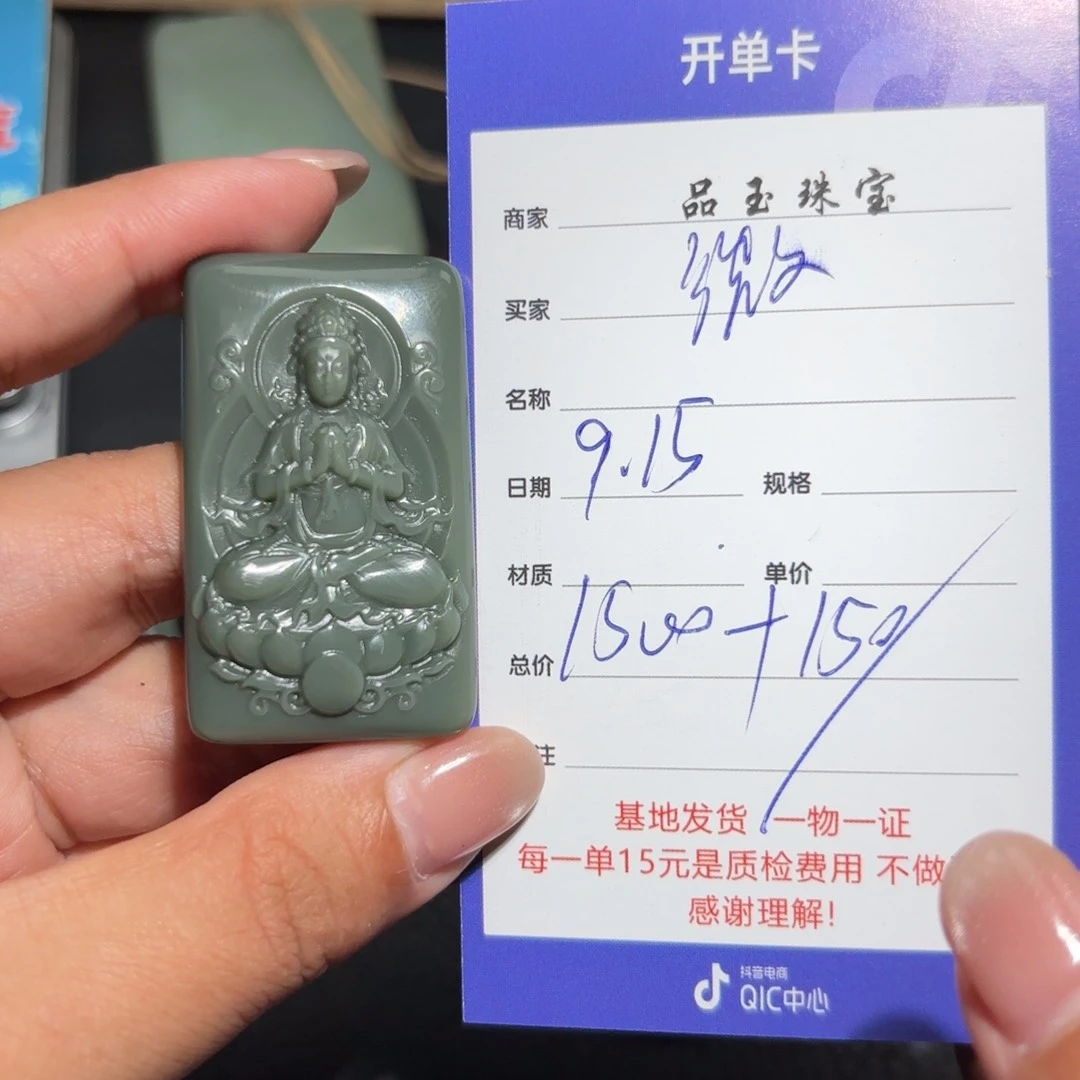 开单卡
商家 品玉珠宝
买家
名称
日期 9.15 规格
材质 单价
总价 1500+150
注
基地发货 一物一证
每一单15元是质检费用 不做
感谢理解!
抖音电商
QIC中心